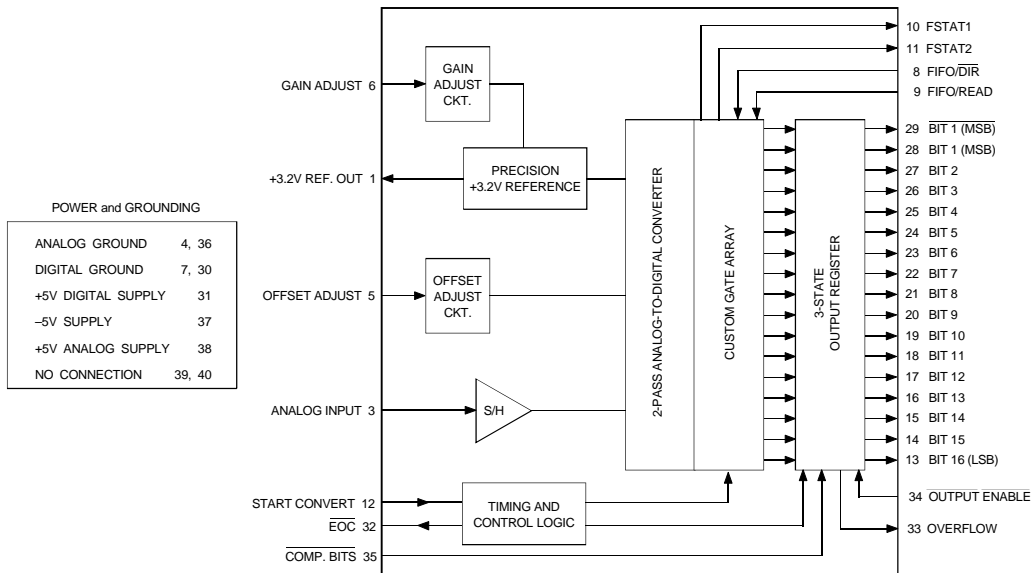 10 FSTAT1
11 FSTAT2
8 FIFO/DIR
9 FIFO/READ
GAIN ADJUST 6
GAIN
ADJUST
CKT.
+3.2V REF. OUT 1
PRECISION
+3.2V REFERENCE
POWER and GROUNDING
ANALOG GROUND 4, 36
DIGITAL GROUND 7, 30
+5V DIGITAL SUPPLY 31
–5V SUPPLY 37
+5V ANALOG SUPPLY 38
NO CONNECTION 39, 40
OFFSET ADJUST 5
OFFSET
ADJUST
CKT.
ANALOG INPUT 3
S/H
2-PASS ANALOG-TO-DIGITAL CONVERTER
CUSTOM GATE ARRAY
3-STATE
OUTPUT REGISTER
29 BIT 1 (MSB)
28 BIT 1 (MSB)
27 BIT 2
26 BIT 3
25 BIT 4
24 BIT 5
23 BIT 6
22 BIT 7
21 BIT 8
20 BIT 9
19 BIT 10
18 BIT 11
17 BIT 12
16 BIT 13
15 BIT 14
14 BIT 15
13 BIT 16 (LSB)
START CONVERT 12
EOC 32
COMP. BITS 35
TIMING AND
CONTROL LOGIC
34 OUTPUT ENABLE
33 OVERFLOW